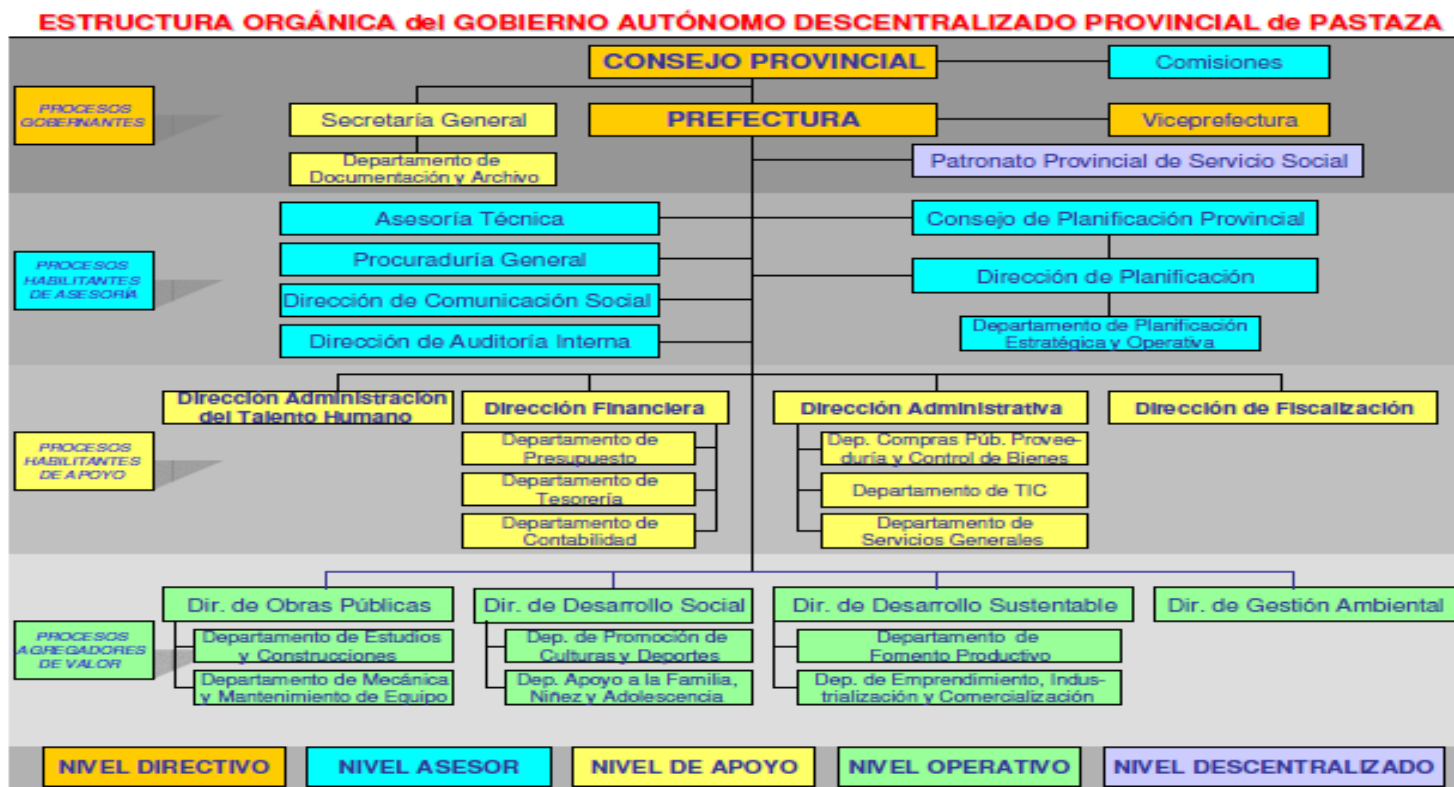 ESTRUCTURA ORGÁNICA del GOBIERNO AUTÓNOMO DESCENTRALIZADO PROVINCIAL de PASTAZA
CONSEJO PROVINCIAL
Comisiones
PROCESOS
GOBERNANTES
Secretaría General
PREFECTURA
Viceprefectura
Departamento de
Documentación y Archivo
Patronato Provincial de Servicio Social
PROCESOS
HABILITANTES
DE ASESORÍA
Asesoría Técnica
Consejo de Planificación Provincial
Procuraduría General
Dirección de Planificación
Dirección de Comunicación Social
Dirección de Auditoría Interna
Departamento de Planificación
Estratégica y Operativa
PROCESOS
HABILITANTES
DE APOYO
Dirección Administración
del Talento Humano
Dirección Financiera
Dirección Administrativa
Dirección de Fiscalización
Departamento de
Presupuesto
Dep. Compras Púb. Provee-
duría y Control de Bienes
Departamento de
Tesorería
Departamento de TIC
Departamento de
Contabilidad
Departamento de
Servicios Generales
PROCESOS
AGREGADORES
DE VALOR
Dir. de Obras Públicas
Dir. de Desarrollo Social
Dir. de Desarrollo Sustentable
Dir. de Gestión Ambiental
Departamento de Estudios
y Construcciones
Dep. de Promoción de
Culturas y Deportes
Departamento de
Fomento Productivo
Departamento de Mecánica
y Mantenimiento de Equipo
Dep. Apoyo a la Familia,
Niñez y Adolescencia
Dep. de Emprendimiento, Indus-
trialización y Comercialización
NIVEL DIRECTIVO
NIVEL ASESOR
NIVEL DE APOYO
NIVEL OPERATIVO
NIVEL DESCENTRALIZADO